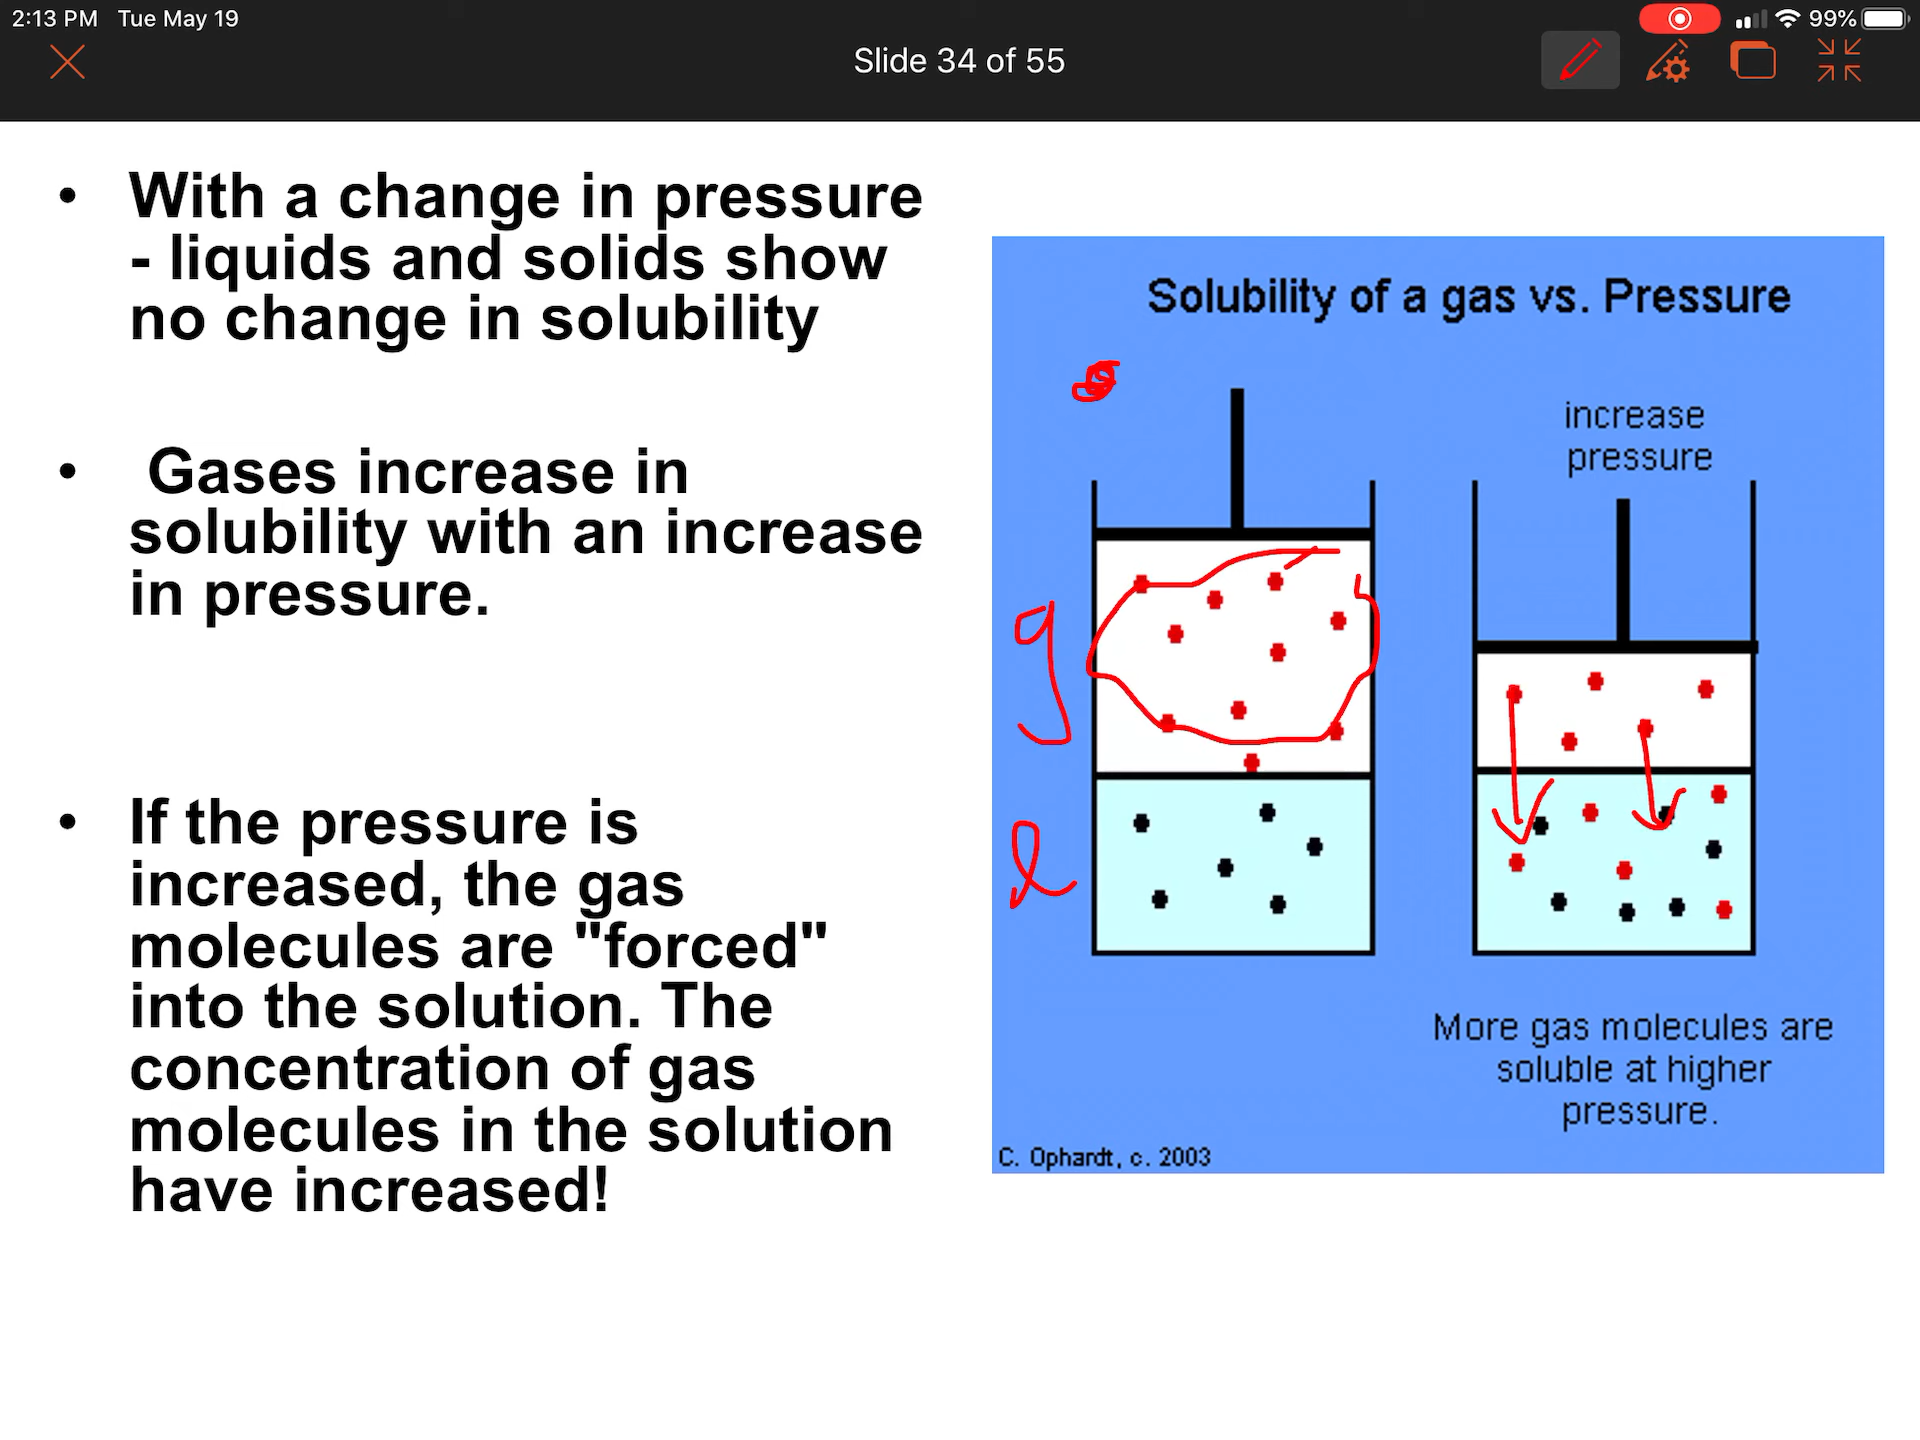 2:13 PM Tue May 19
99%
Slide 34 of 55
• With a change in pressure
- liquids and solids show
no change in solubility
• Gases increase in
solubility with an increase
in pressure.
• If the pressure is
increased, the gas
molecules are "forced"
into the solution. The
concentration of gas
molecules in the solution
have increased!
Solubility of a gas vs. Pressure
increase
pressure
g
l
More gas molecules are
soluble at higher
pressure.
C. Ophardt, c. 2003